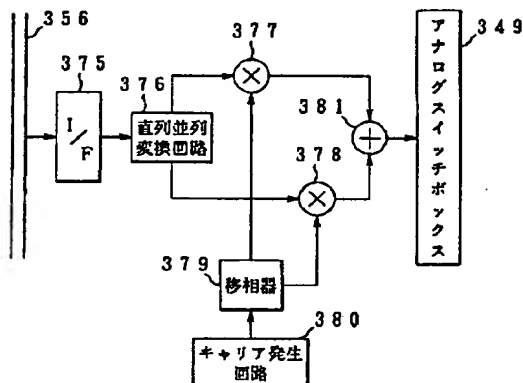 356
375
I/F
376
直列並列
変換回路
377
378
381
349
アナログスイッチボックス
379
移相器
380
キャリア発生
回路